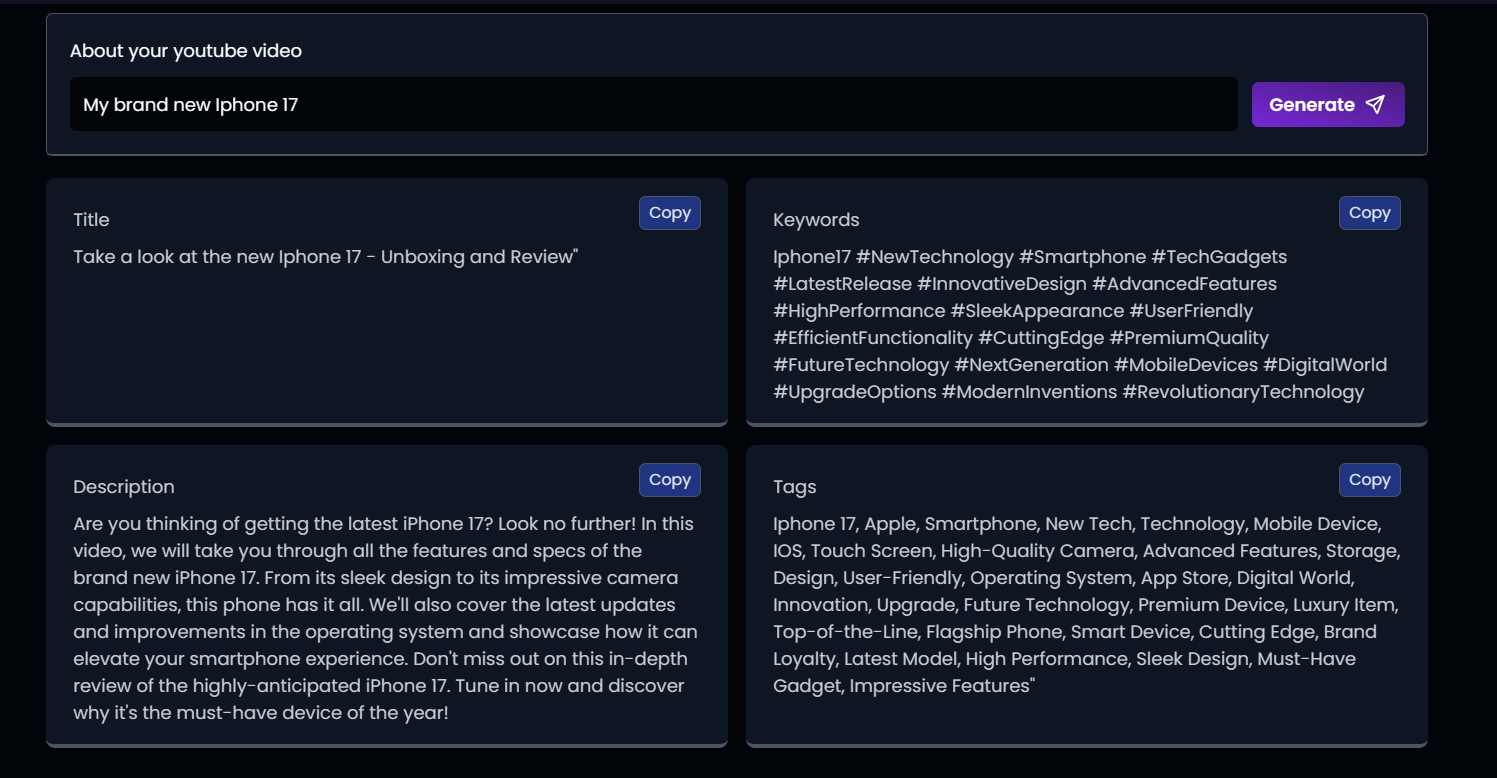 About your youtube video
My brand new Iphone 17
Generate
Title
Copy
Take a look at the new Iphone 17 - Unboxing and Review"
Keywords
Copy
Iphone17 #NewTechnology #Smartphone #TechGadgets
#LatestRelease #InnovativeDesign #AdvancedFeatures
#HighPerformance #SleekAppearance #UserFriendly
#EfficientFunctionality #CuttingEdge #PremiumQuality
#FutureTechnology #NextGeneration #MobileDevices #DigitalWorld
#UpgradeOptions #ModernInventions #RevolutionaryTechnology
Description
Copy
Are you thinking of getting the latest iPhone 17? Look no further! In this
video, we will take you through all the features and specs of the
brand new iPhone 17. From its sleek design to its impressive camera
capabilities, this phone has it all. We'll also cover the latest updates
and improvements in the operating system and showcase how it can
elevate your smartphone experience. Don't miss out on this in-depth
review of the highly-anticipated iPhone 17. Tune in now and discover
why it's the must-have device of the year!
Tags
Copy
Iphone 17, Apple, Smartphone, New Tech, Technology, Mobile Device,
IOS, Touch Screen, High-Quality Camera, Advanced Features, Storage,
Design, User-Friendly, Operating System, App Store, Digital World,
Innovation, Upgrade, Future Technology, Premium Device, Luxury Item,
Top-of-the-Line, Flagship Phone, Smart Device, Cutting Edge, Brand
Loyalty, Latest Model, High Performance, Sleek Design, Must-Have
Gadget, Impressive Features"